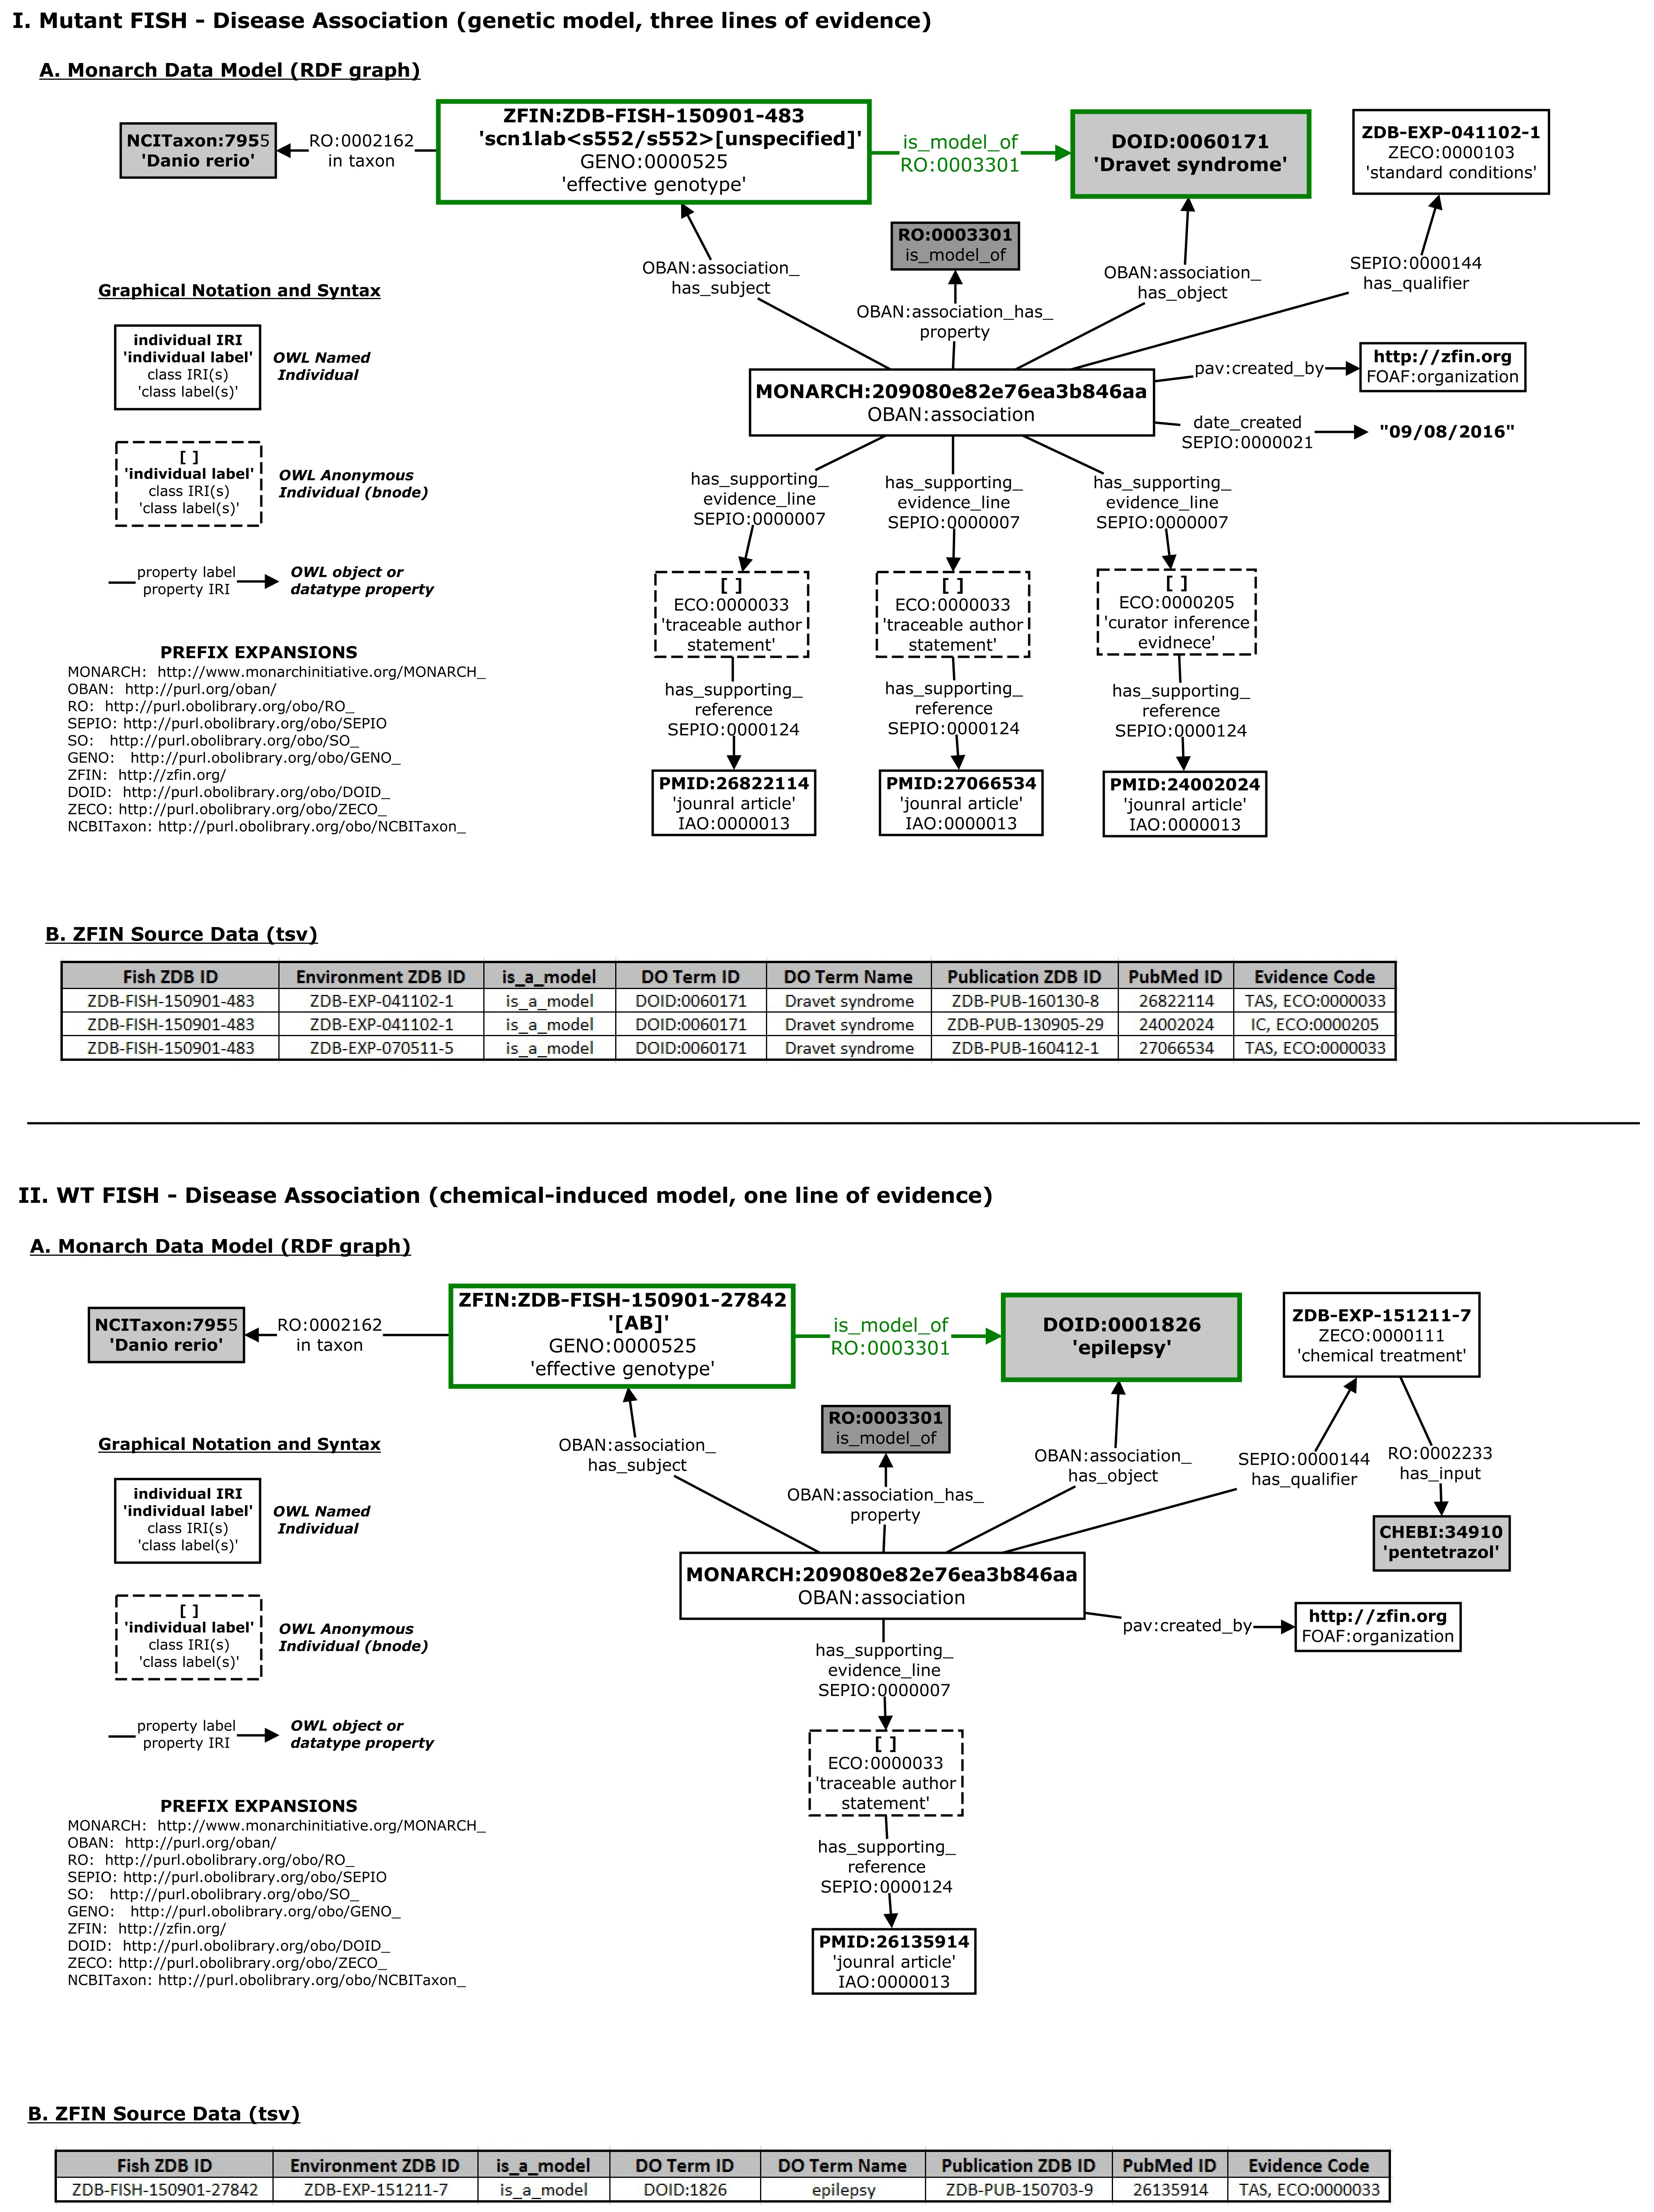 I. Mutant FISH - Disease Association (genetic model, three lines of evidence)
A. Monarch Data Model (RDF graph)
NCITaxon:7955
'Danio rerio'
RO:0002162
in taxon
ZFIN:ZDB-FISH-150901-483
'scn1lab<s552/s552>[unspecified]'
GENO:0000525
'effective genotype'
is_model_of
RO:0003301
DOID:0060171
'Dravet syndrome'
ZDB-EXP-041102-1
ZECO:0000103
'standard conditions'
OBAN:association_
has_subject
RO:0003301
is_model_of
OBAN:association_has_
property
OBAN:association_
has_object
SEPIO:0000144
has_qualifier
Graphical Notation and Syntax
individual IRI
'individual label'
class IRI(s)
'class label(s)'
OWL Named
Individual
[ ]
'individual label'
class IRI(s)
'class label(s)'
OWL Anonymous
Individual (bnode)
property label
property IRI
OWL object or
datatype property
MONARCH:209080e82e76ea3b846aa
OBAN:association
pav:created_by
http://zfin.org
FOAF:organization
date_created
SEPIO:0000021
"09/08/2016"
has_supporting_
evidence_line
SEPIO:0000007
has_supporting_
evidence_line
SEPIO:0000007
has_supporting_
evidence_line
SEPIO:0000007
[ ]
ECO:0000033
'traceable author
statement'
[ ]
ECO:0000033
'traceable author
statement'
[ ]
ECO:0000205
'curator inference
evidnece'
has_supporting_
reference
SEPIO:0000124
has_supporting_
reference
SEPIO:0000124
has_supporting_
reference
SEPIO:0000124
PMID:26822114
'jounral article'
IAO:0000013
PMID:27066534
'jounral article'
IAO:0000013
PMID:24002024
'jounral article'
IAO:0000013
PREFIX EXPANSIONS
MONARCH: http://www.monarchinitiative.org/MONARCH_
OBAN: http://purl.org/oban/
RO: http://purl.obolibrary.org/obo/RO_
SEPIO: http://purl.obolibrary.org/obo/SEPIO
SO: http://purl.obolibrary.org/obo/SO_
GENO: http://purl.obolibrary.org/obo/GENO_
ZFIN: http://zfin.org/
DOID: http://purl.obolibrary.org/obo/DOID_
ZECO: http://purl.obolibrary.org/obo/ZECO_
NCBITaxon: http://purl.obolibrary.org/obo/NCBITaxon_
B. ZFIN Source Data (tsv)
Fish ZDB ID Environment ZDB ID is_a_model DO Term ID DO Term Name Publication ZDB ID PubMed ID Evidence Code
ZDB-FISH-150901-483 ZDB-EXP-041102-1 is_a_model DOID:0060171 Dravet syndrome ZDB-PUB-160130-8 26822114 TAS, ECO:0000033
ZDB-FISH-150901-483 ZDB-EXP-041102-1 is_a_model DOID:0060171 Dravet syndrome ZDB-PUB-130905-29 24002024 IC, ECO:0000205
ZDB-FISH-150901-483 ZDB-EXP-070511-5 is_a_model DOID:0060171 Dravet syndrome ZDB-PUB-160412-1 27066534 TAS, ECO:0000033
II. WT FISH - Disease Association (chemical-induced model, one line of evidence)
A. Monarch Data Model (RDF graph)
NCITaxon:7955
'Danio rerio'
RO:0002162
in taxon
ZFIN:ZDB-FISH-150901-27842
'[AB]'
GENO:0000525
'effective genotype'
is_model_of
RO:0003301
DOID:0001826
'epilepsy'
ZDB-EXP-151211-7
ZECO:0000111
'chemical treatment'
OBAN:association_
has_subject
RO:0003301
is_model_of
OBAN:association_has_
property
OBAN:association_
has_object
SEPIO:0000144
has_qualifier
RO:0002233
has_input
CHEBI:34910
'pentetrazol'
Graphical Notation and Syntax
individual IRI
'individual label'
class IRI(s)
'class label(s)'
OWL Named
Individual
[ ]
'individual label'
class IRI(s)
'class label(s)'
OWL Anonymous
Individual (bnode)
property label
property IRI
OWL object or
datatype property
MONARCH:209080e82e76ea3b846aa
OBAN:association
pav:created_by
http://zfin.org
FOAF:organization
has_supporting_
evidence_line
SEPIO:0000007
[ ]
ECO:0000033
'traceable author
statement'
has_supporting_
reference
SEPIO:0000124
PMID:26135914
'jounral article'
IAO:0000013
PREFIX EXPANSIONS
MONARCH: http://www.monarchinitiative.org/MONARCH_
OBAN: http://purl.org/oban/
RO: http://purl.obolibrary.org/obo/RO_
SEPIO: http://purl.obolibrary.org/obo/SEPIO
SO: http://purl.obolibrary.org/obo/SO_
GENO: http://purl.obolibrary.org/obo/GENO_
ZFIN: http://zfin.org/
DOID: http://purl.obolibrary.org/obo/DOID_
ZECO: http://purl.obolibrary.org/obo/ZECO_
NCBITaxon: http://purl.obolibrary.org/obo/NCBITaxon_
B. ZFIN Source Data (tsv)
Fish ZDB ID Environment ZDB ID is_a_model DO Term ID DO Term Name Publication ZDB ID PubMed ID Evidence Code
ZDB-FISH-150901-27842 ZDB-EXP-151211-7 is_a_model DOID:1826 epilepsy ZDB-PUB-150703-9 26135914 TAS, ECO:0000033